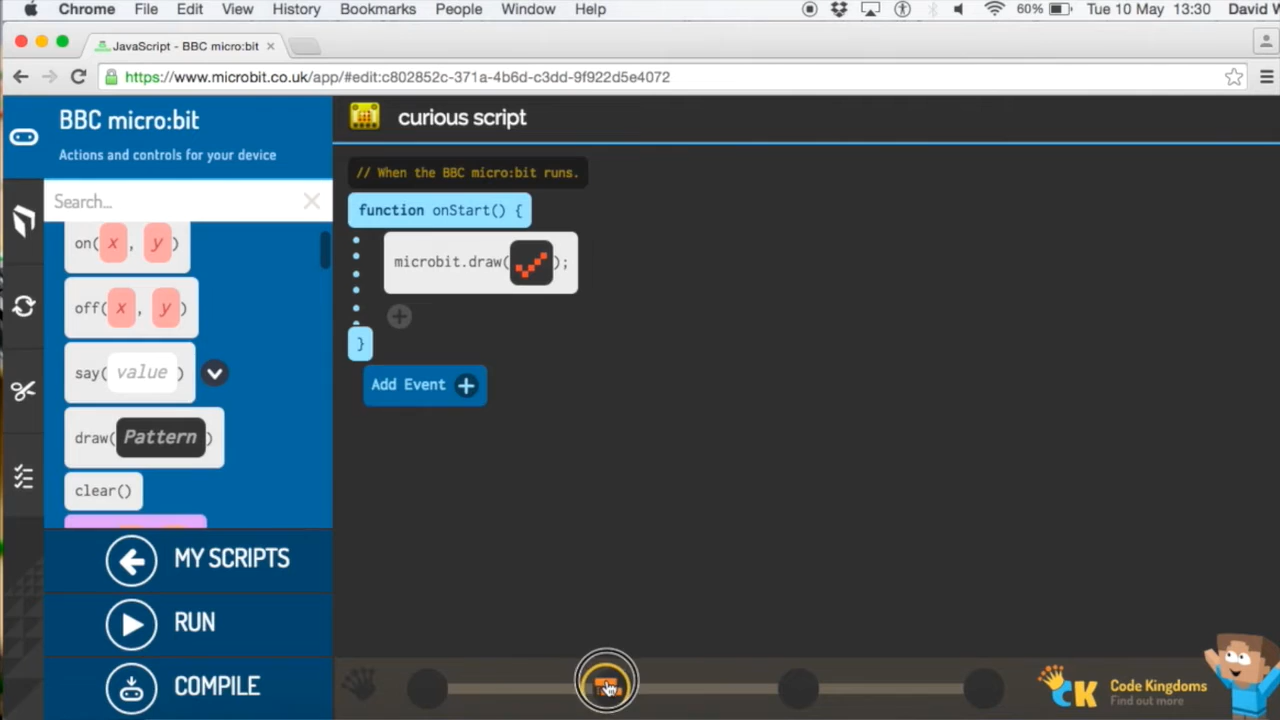 Chrome File Edit View History Bookmarks People Window Help 60% Tue 10 May 13:30 David W
JavaScript - BBC micro:bit
https://www.microbit.co.uk/app/#edit:c802852c-371a-4b6d-c3dd-9f922d5e4072
BBC micro:bit
Actions and controls for your device
Search...
on( x , y )
off( x , y )
say( value )
draw( Pattern )
clear()
MY SCRIPTS
RUN
COMPILE
curious script
// When the BBC micro:bit runs.
function onStart() {
microbit.draw( );
}
Add Event +
CK Code Kingdoms
Find out more